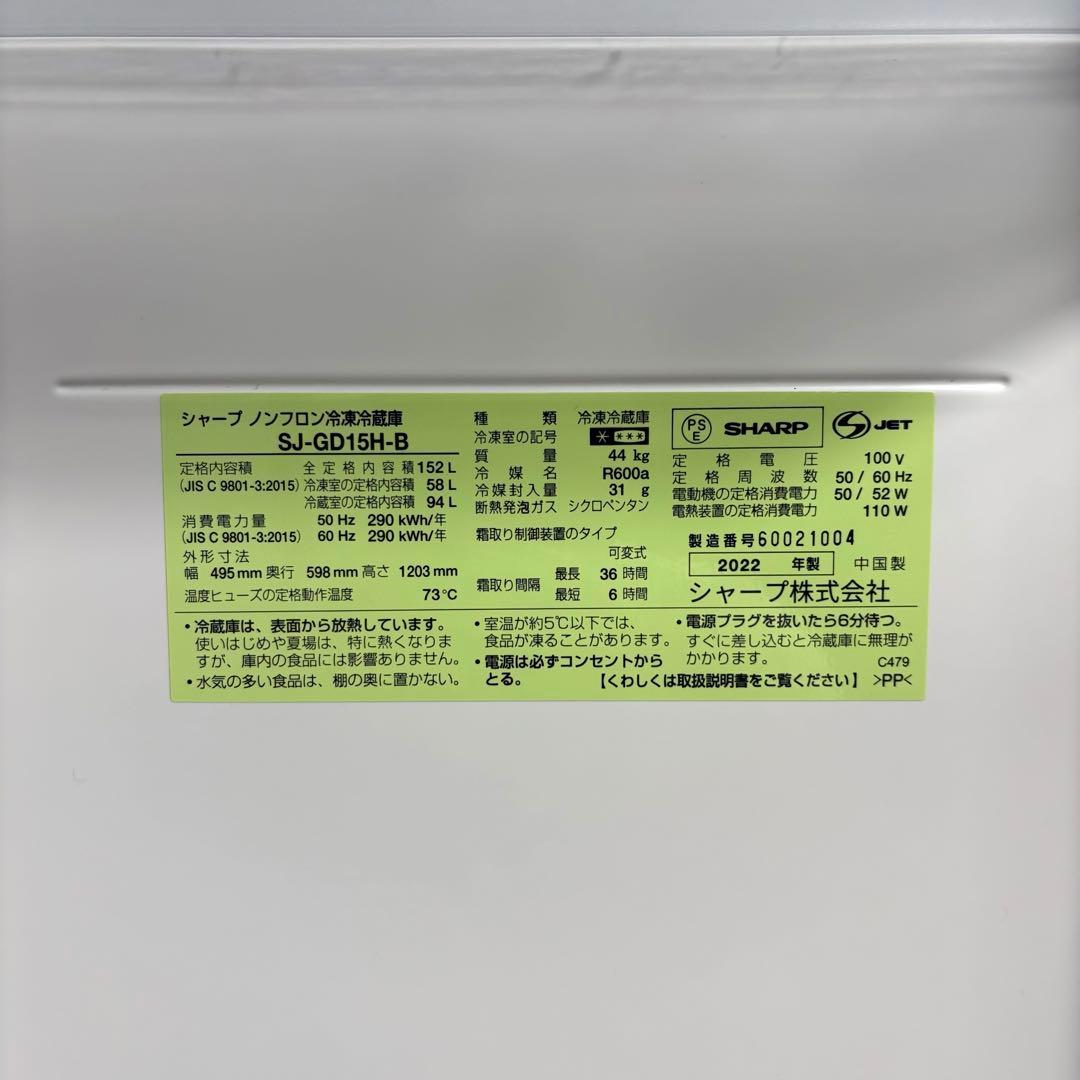 シャープ ノンフロン冷凍冷蔵庫
SJ-GD15H-B
定格内容積
(JIS C 9801-3:2015)
全定格内容積 152 L
冷凍室の定格内容積 58 L
冷蔵室の定格内容積 94 L
消費電力量 50 Hz 290 kWh/年
(JIS C 9801-3:2015) 60 Hz 290 kWh/年
外形寸法
幅 495 mm 奥行 598 mm 高さ 1203 mm
温度ヒューズの定格動作温度 73℃
種類 冷凍冷蔵庫
冷凍室の記号 * ***
質量 44 kg
冷媒名 R600a
冷媒封入量 31 g
断熱発泡ガス シクロペンタン
霜取り制御装置のタイプ
可変式
霜取り間隔 最長 36 時間
最短 6 時間
PS
E
SHARP
S JET
定格電圧 100 V
定格周波数 50 / 60 Hz
電動機の定格消費電力 50 / 52 W
電熱装置の定格消費電力 110 W
製造番号60021004
2022 年製 中国製
シャープ株式会社
・冷蔵庫は、表面から放熱しています。
使いはじめや夏場は、特に熱くなりま
すが、庫内の食品には影響ありません。
・水気の多い食品は、棚の奥に置かない。
・室温が約5℃以下では、
食品が凍ることがあります。
・電源は必ずコンセントから
とる。
・電源プラグを抜いたら6分待つ。
すぐに差し込むと冷蔵庫に無理が
かかります。
C479
【くわしくは取扱説明書をご覧ください】 >PP<